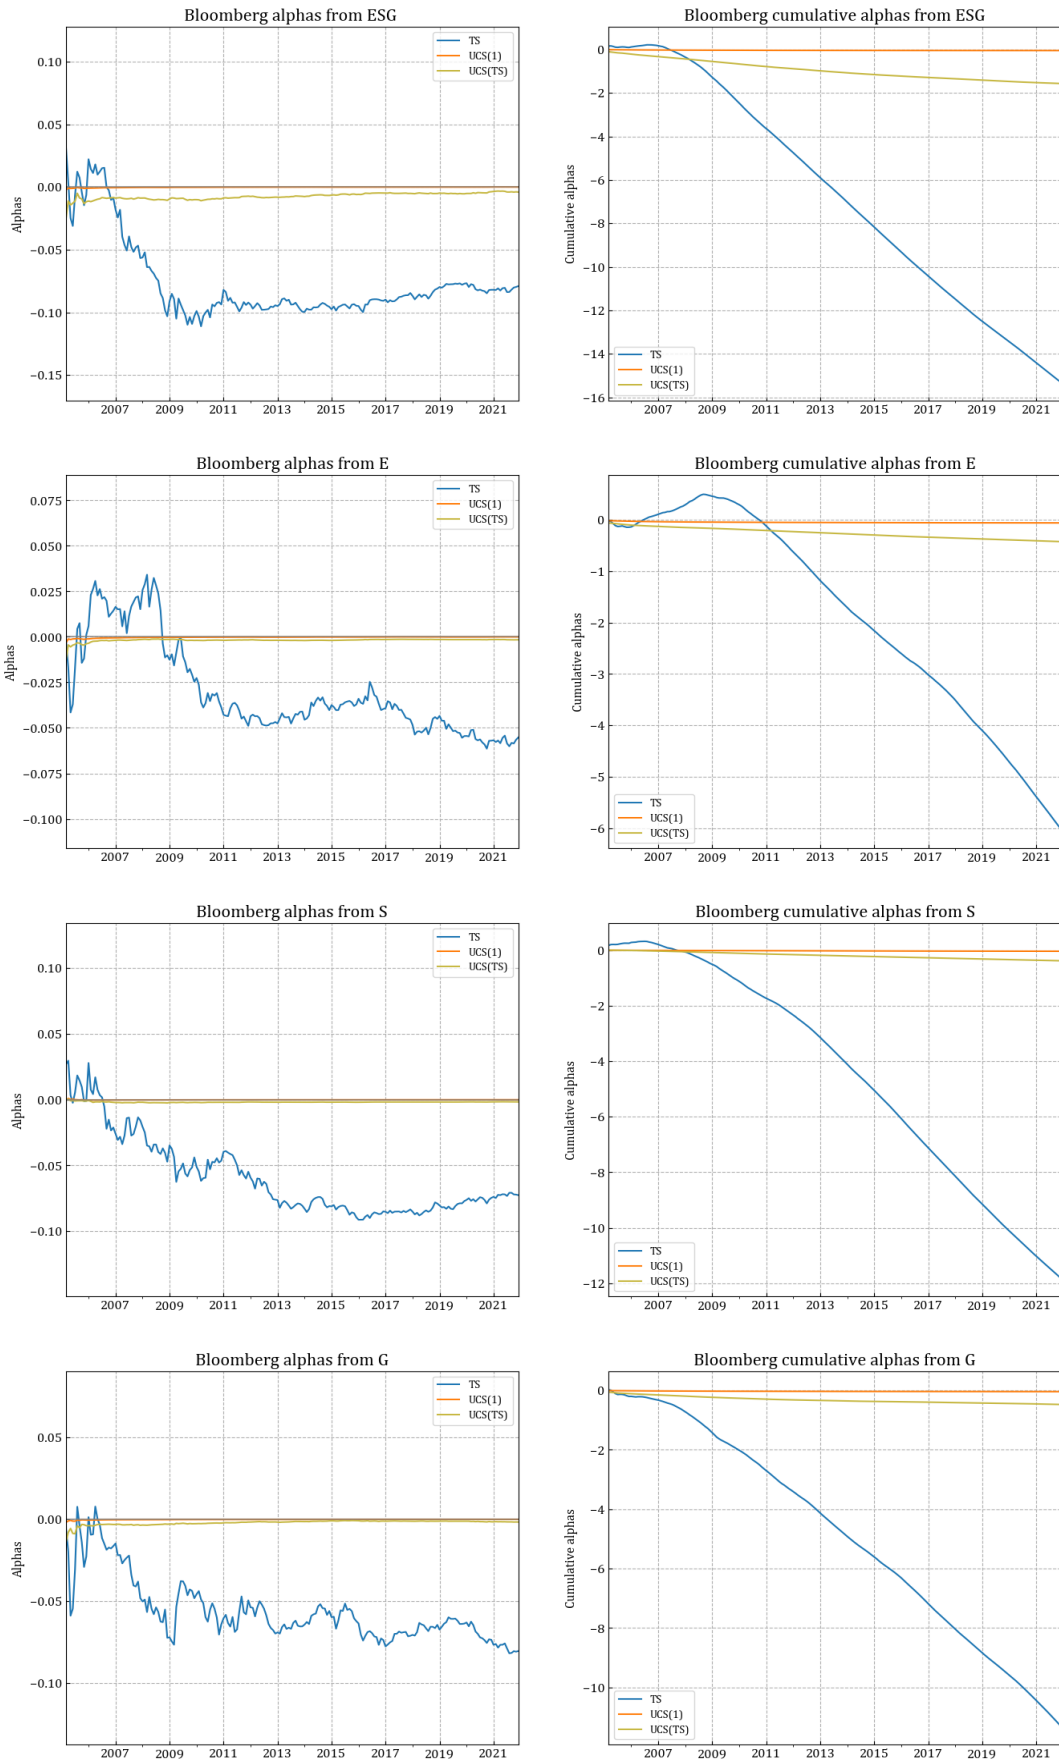 Bloomberg alphas from ESG
Alphas
0.10
0.05
0.00
−0.05
−0.10
−0.15
TS
UCS(1)
UCS(TS)
2007 2009 2011 2013 2015 2017 2019 2021
Bloomberg cumulative alphas from ESG
Cumulative alphas
0
−2
−4
−6
−8
−10
−12
−14
−16
TS
UCS(1)
UCS(TS)
2007 2009 2011 2013 2015 2017 2019 2021
Bloomberg alphas from E
Alphas
0.075
0.050
0.025
0.000
−0.025
−0.050
−0.075
−0.100
TS
UCS(1)
UCS(TS)
2007 2009 2011 2013 2015 2017 2019 2021
Bloomberg cumulative alphas from E
Cumulative alphas
0
−1
−2
−3
−4
−5
−6
TS
UCS(1)
UCS(TS)
2007 2009 2011 2013 2015 2017 2019 2021
Bloomberg alphas from S
Alphas
0.10
0.05
0.00
−0.05
−0.10
TS
UCS(1)
UCS(TS)
2007 2009 2011 2013 2015 2017 2019 2021
Bloomberg cumulative alphas from S
Cumulative alphas
0
−2
−4
−6
−8
−10
−12
TS
UCS(1)
UCS(TS)
2007 2009 2011 2013 2015 2017 2019 2021
Bloomberg alphas from G
Alphas
0.05
0.00
−0.05
−0.10
TS
UCS(1)
UCS(TS)
2007 2009 2011 2013 2015 2017 2019 2021
Bloomberg cumulative alphas from G
Cumulative alphas
0
−2
−4
−6
−8
−10
TS
UCS(1)
UCS(TS)
2007 2009 2011 2013 2015 2017 2019 2021